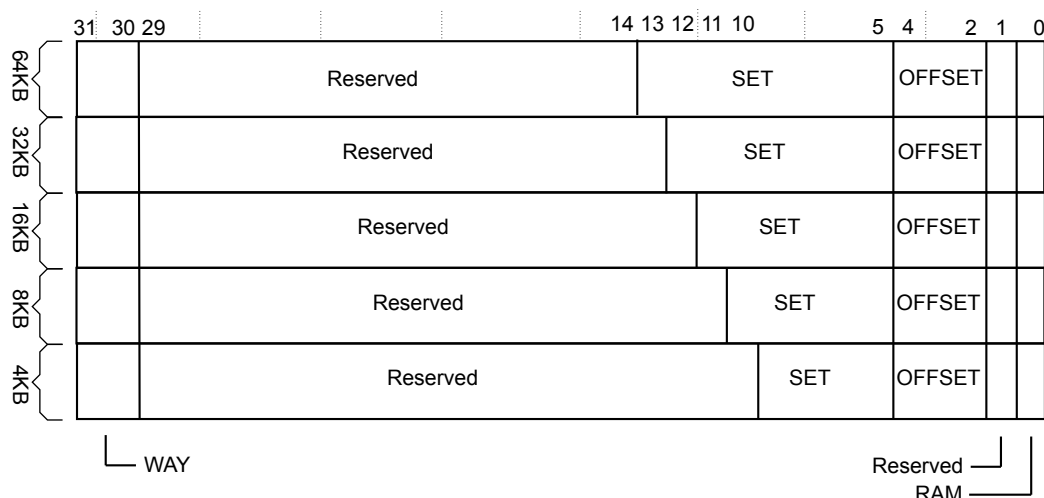 31 30 29 14 13 12 11 10 5 4 2 1 0
64KB Reserved SET OFFSET
32KB Reserved SET OFFSET
16KB Reserved SET OFFSET
8KB Reserved SET OFFSET
4KB Reserved SET OFFSET
WAY Reserved
RAM